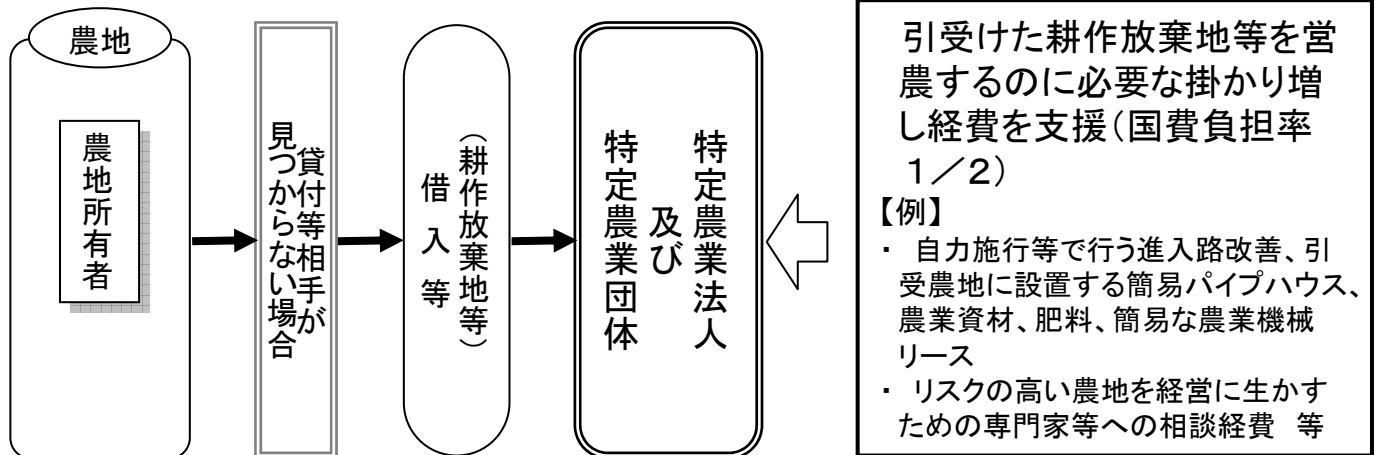 農地
農地所有者
貸付等相手が
見つからない場合
（耕作放棄地等）
借入等
特定農業法人
及び
特定農業団体
引受けた耕作放棄地等を営
農するのに必要な掛かり増
し経費を支援（国費負担率
１／２）
【例】
・ 自力施行等で行う進入路改善、引
受農地に設置する簡易パイプハウス、
農業資材、肥料、簡易な農業機械
リース
・ リスクの高い農地を経営に生かす
ための専門家等への相談経費 等